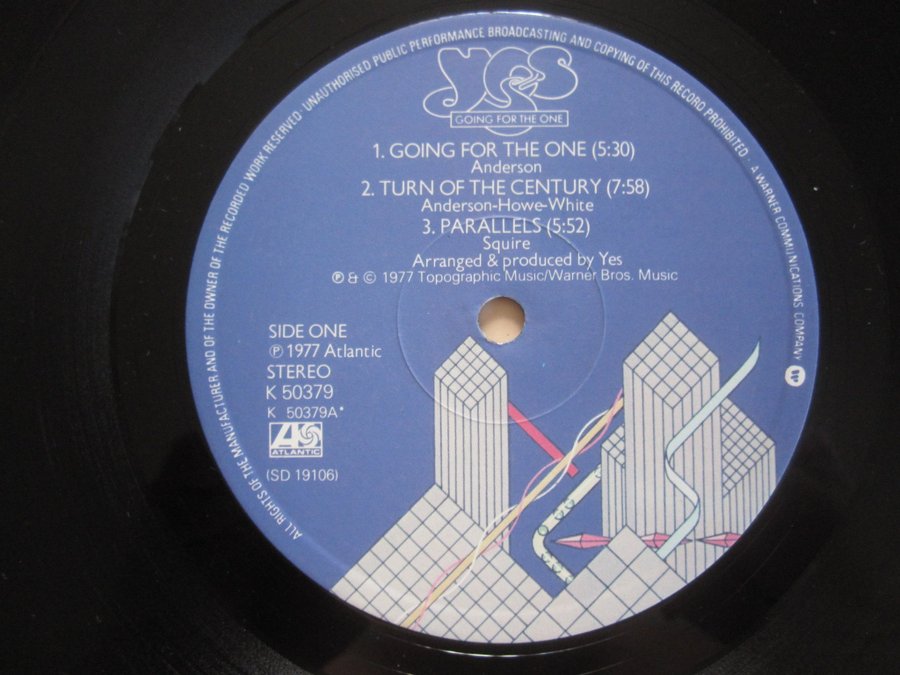 ALL RIGHTS OF THE MANUFACTURER AND OF THE OWNER OF THE RECORDED WORK RESERVED · UNAUTHORISED PUBLIC PERFORMANCE BROADCASTING AND COPYING OF THIS RECORD PROHIBITED · A WARNER COMMUNICATIONS COMPANY
yes
GOING FOR THE ONE
1. GOING FOR THE ONE (5:30)
Anderson
2. TURN OF THE CENTURY (7:58)
Anderson-Howe-White
3. PARALLELS (5:52)
Squire
Arranged & produced by Yes
℗ & © 1977 Topographic Music/Warner Bros. Music
SIDE ONE
℗ 1977 Atlantic
STEREO
K 50379
K 50379A*
ATLANTIC
(SD 19106)